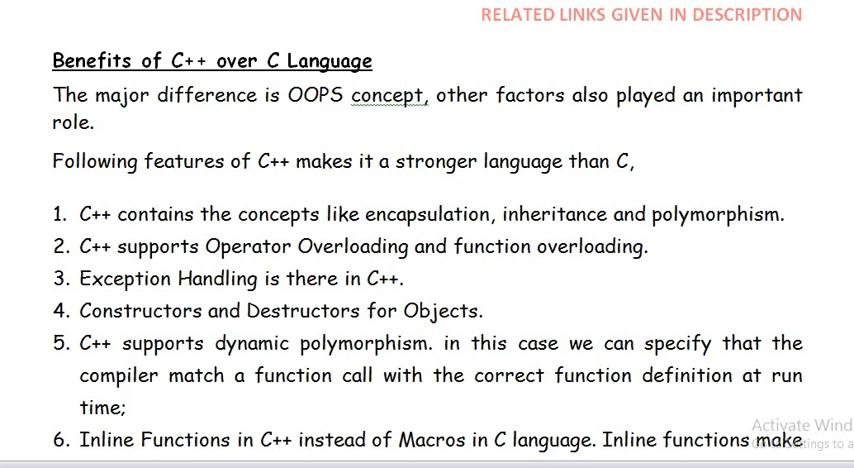 RELATED LINKS GIVEN IN DESCRIPTION
Benefits of C++ over C Language
The major difference is OOPS concept, other factors also played an important
role.
Following features of C++ makes it a stronger language than C,
1. C++ contains the concepts like encapsulation, inheritance and polymorphism.
2. C++ supports Operator Overloading and function overloading.
3. Exception Handling is there in C++.
4. Constructors and Destructors for Objects.
5. C++ supports dynamic polymorphism. in this case we can specify that the
compiler match a function call with the correct function definition at run
time;
Activate Wind
6. Inline Functions in C++ instead of Macros in C language. Inline functions make
tings to a